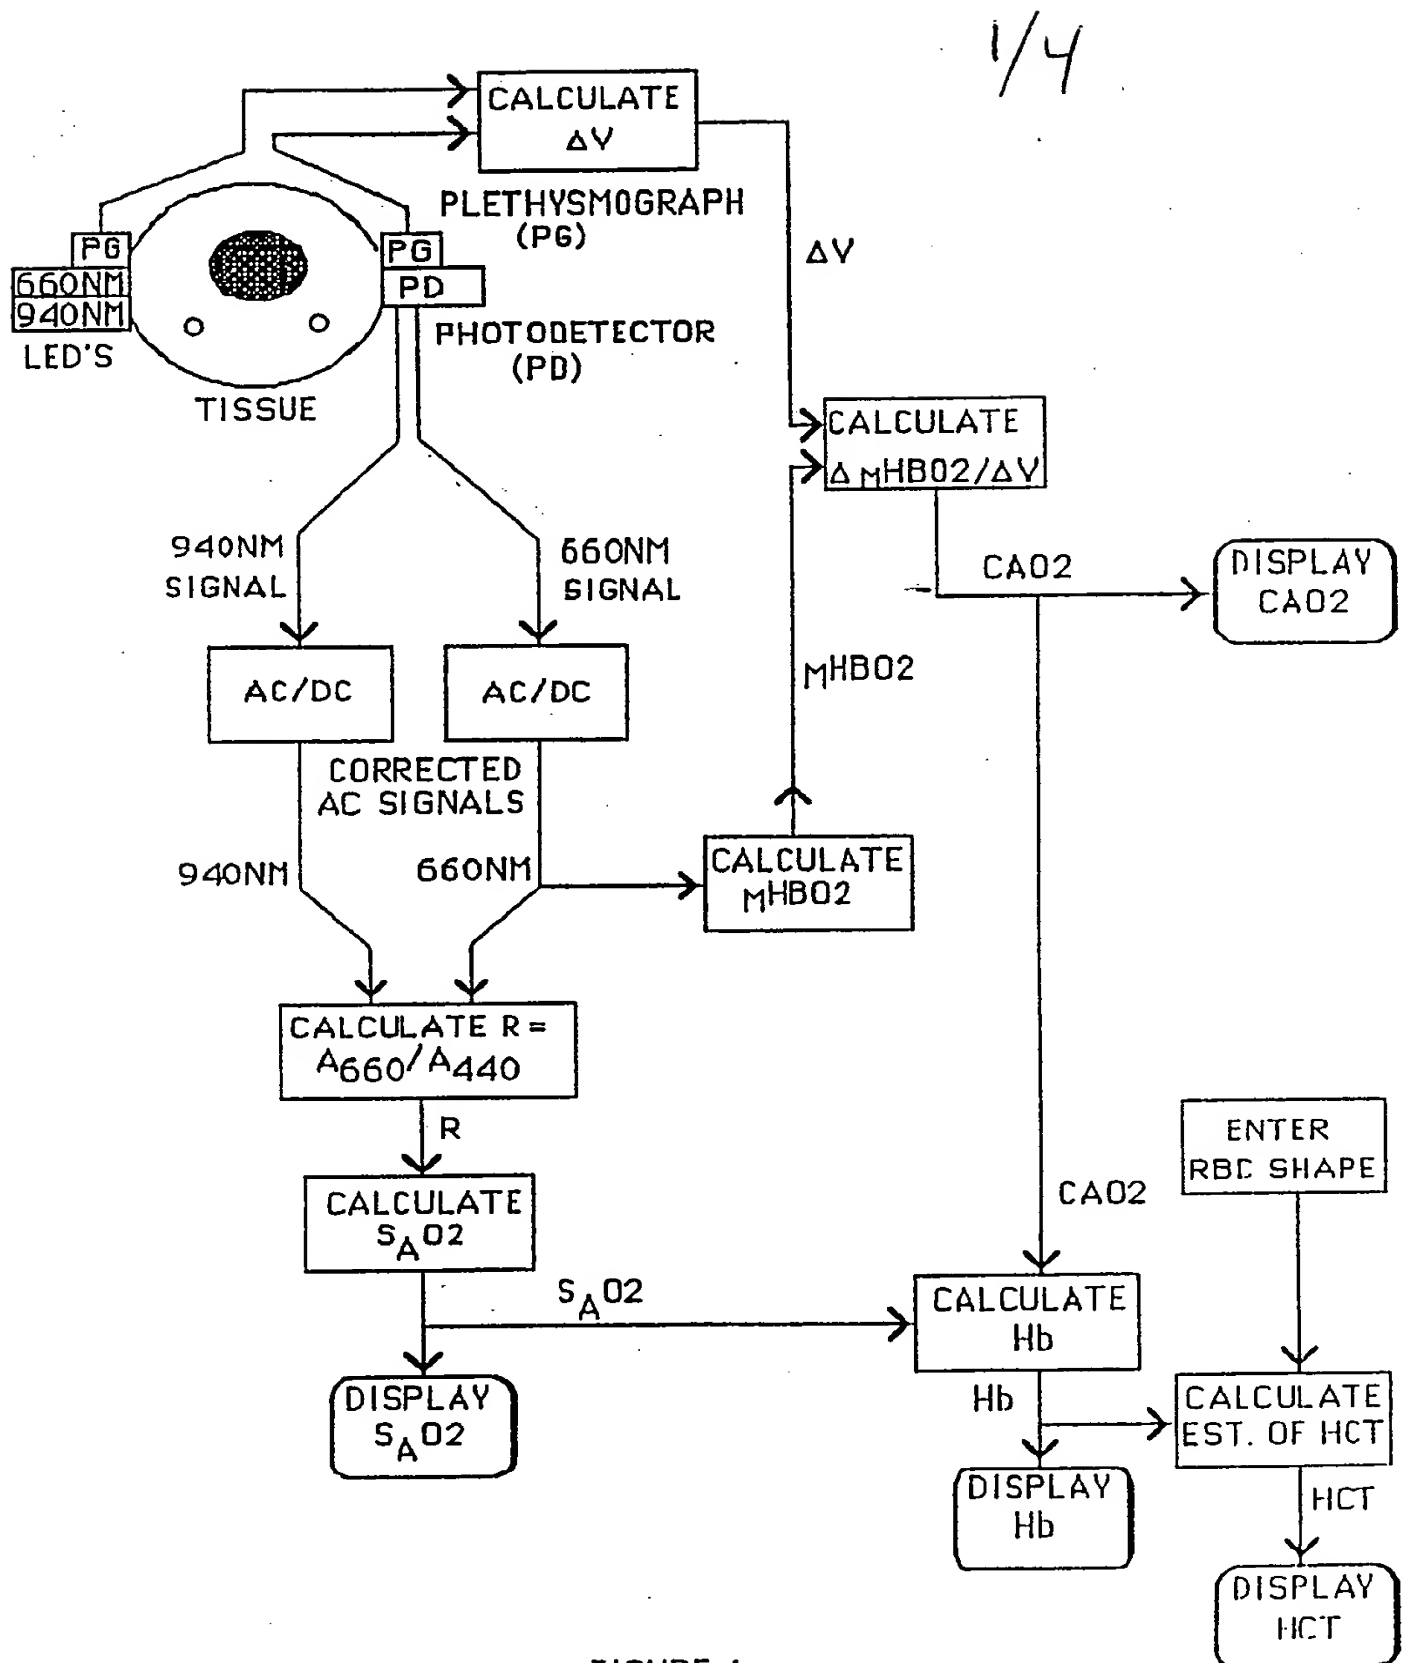 1/4
CALCULATE
ΔV
PLETHYSMOGRAPH
(PG)
PG
PG
660NM
PD
940NM
LED'S
PHOTODETECTOR
(PD)
TISSUE
ΔV
CALCULATE
ΔMHBO2/ΔV
940NM
SIGNAL
660NM
SIGNAL
CAO2
DISPLAY
CAO2
AC/DC
AC/DC
MHBO2
CORRECTED
AC SIGNALS
940NM
660NM
CALCULATE
MHBO2
CALCULATE R =
A660/A440
R
CALCULATE
SAO2
CAO2
ENTER
RBC SHAPE
SAO2
CALCULATE
Hb
DISPLAY
SAO2
Hb
CALCULATE
EST. OF HCT
DISPLAY
Hb
HCT
DISPLAY
HCT